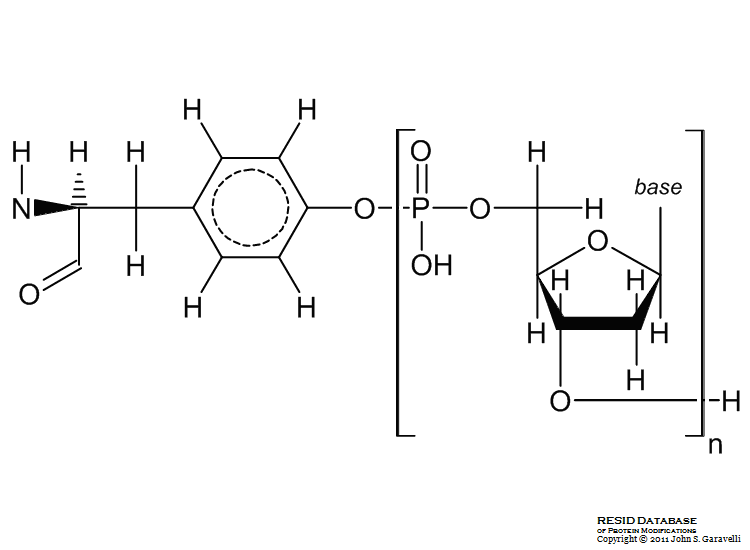 H H H H H O H
base
N O P O H
O
H OH H H
O H H H H
H
O H
n
RESID DATABASE
OF PROTEIN MODIFICATIONS
Copyright © 2011 John S. Garavelli